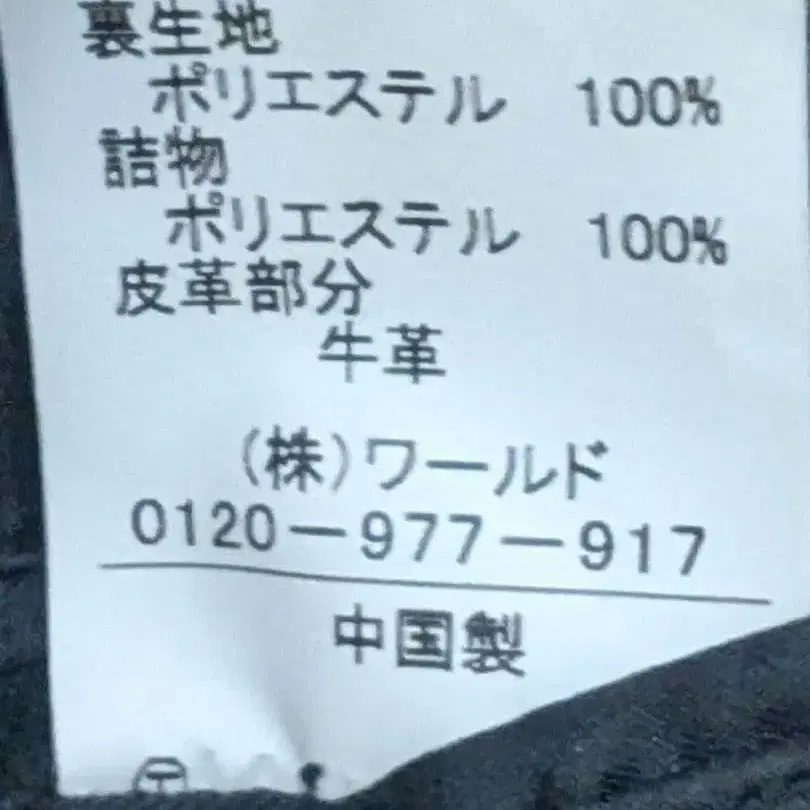 裏生地
ポリエステル 100%
詰物
ポリエステル 100%
皮革部分
牛革
(株)ワールド
0120-977-917
中国製